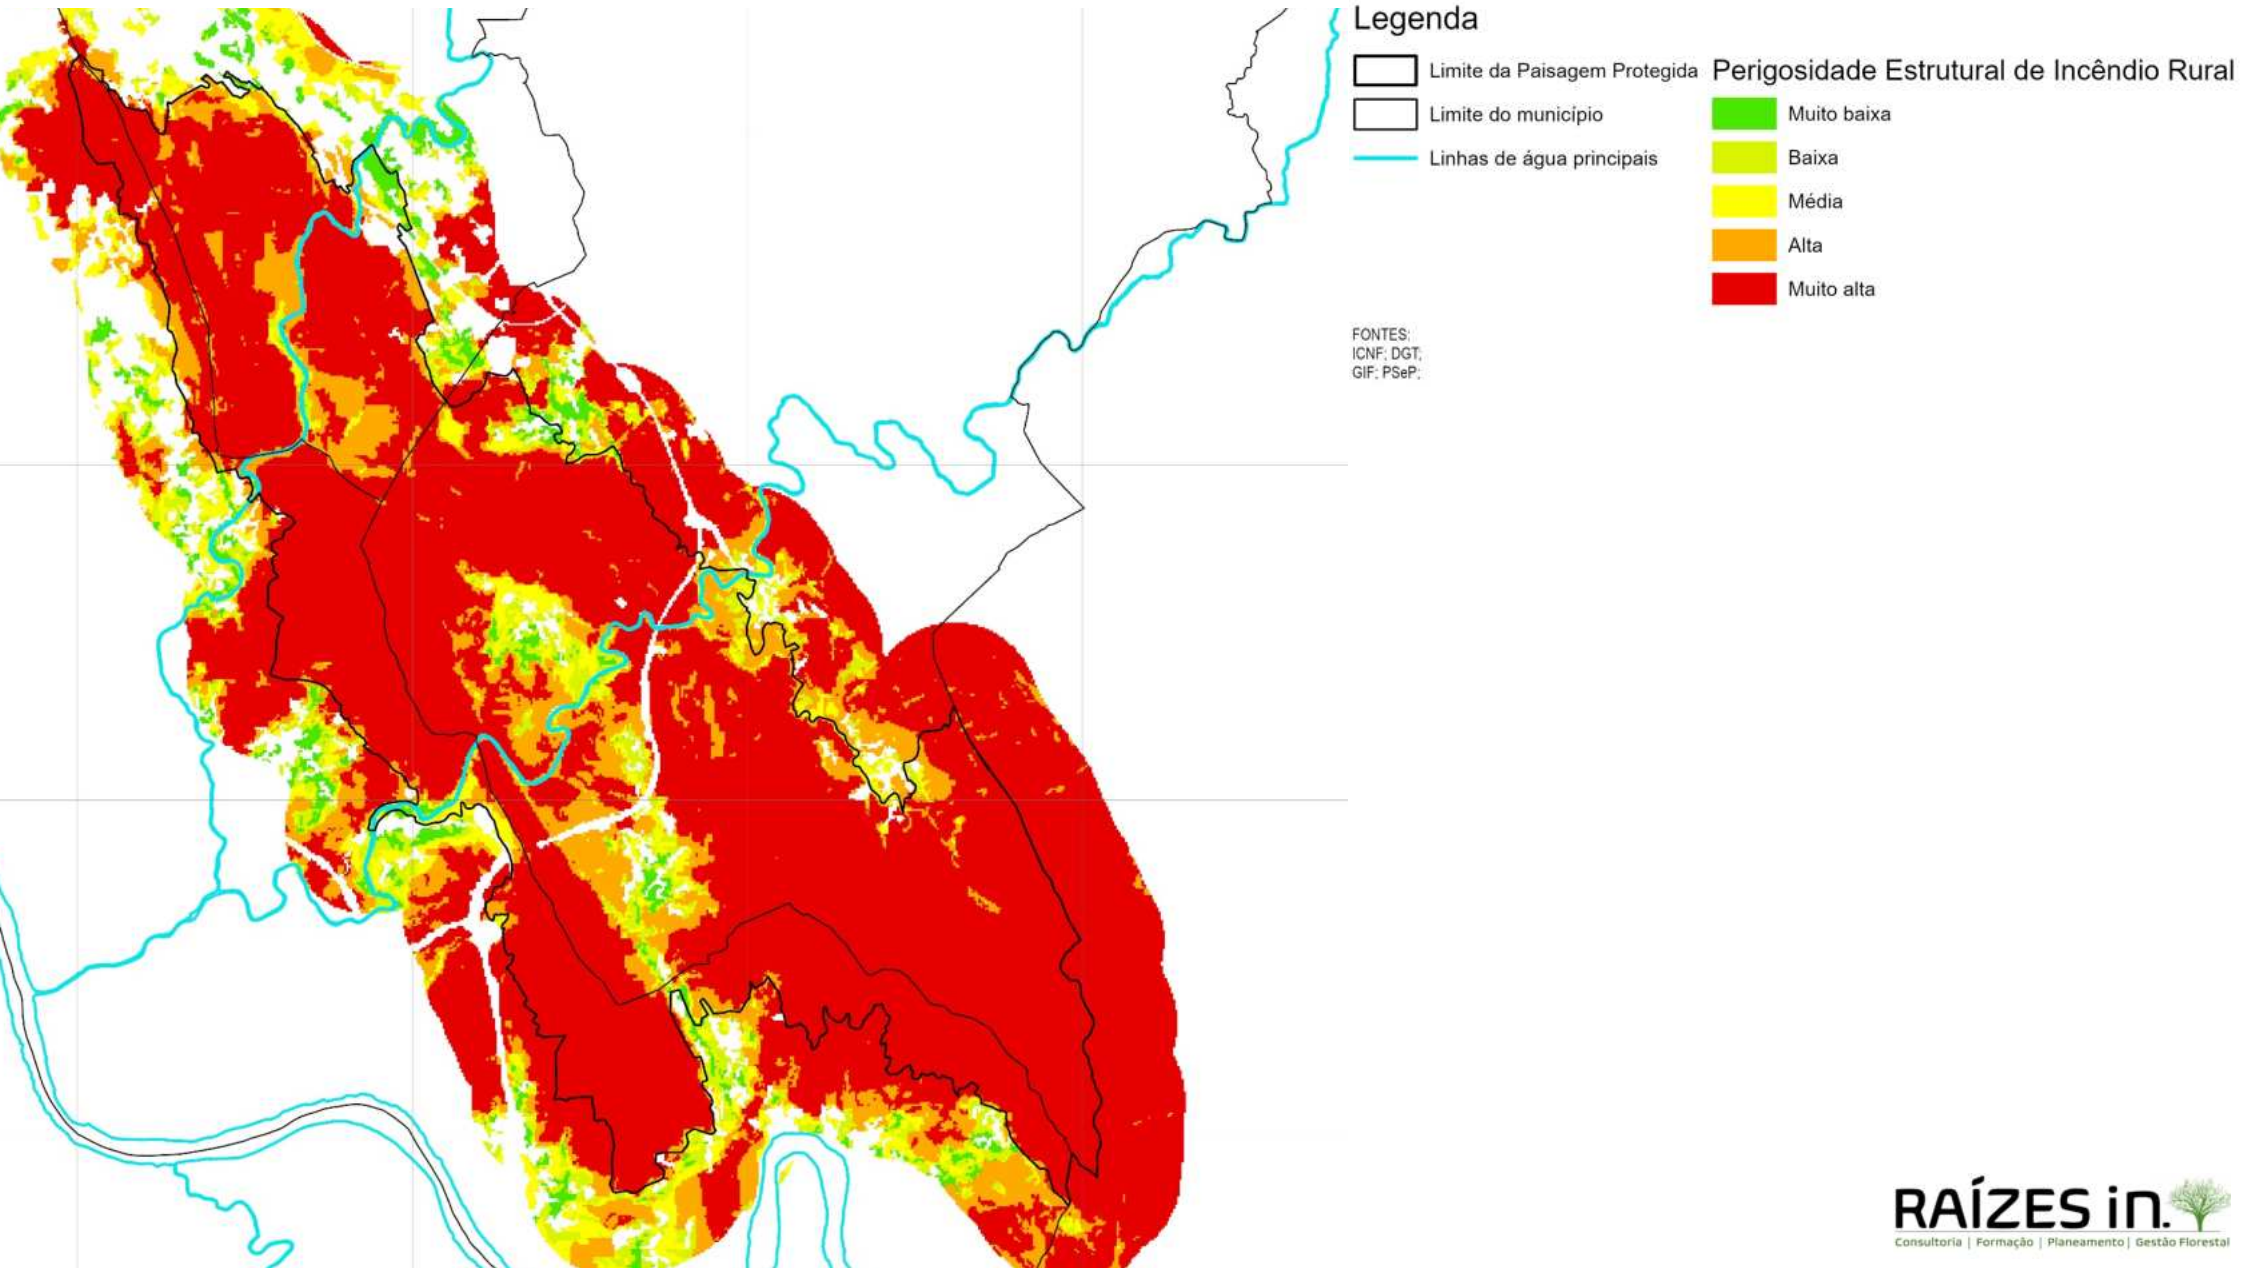 Legenda
Limite da Paisagem Protegida
Limite do município
Linhas de água principais
Perigosidade Estrutural de Incêndio Rural
Muito baixa
Baixa
Média
Alta
Muito alta
FONTES:
ICNF; DGT;
GIF; PSeP;
RAÍZES in.
Consultoria | Formação | Planeamento | Gestão Florestal